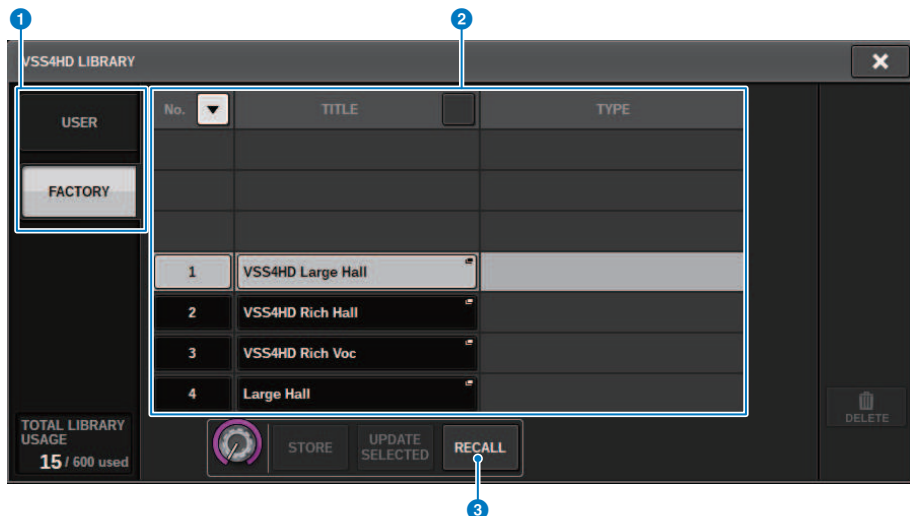 1
2
VSS4HD LIBRARY
USER
FACTORY
No. TITLE TYPE
1 VSS4HD Large Hall
2 VSS4HD Rich Hall
3 VSS4HD Rich Voc
4 Large Hall
TOTAL LIBRARY
USAGE
15 / 600 used
STORE
UPDATE
SELECTED
RECALL
DELETE
3